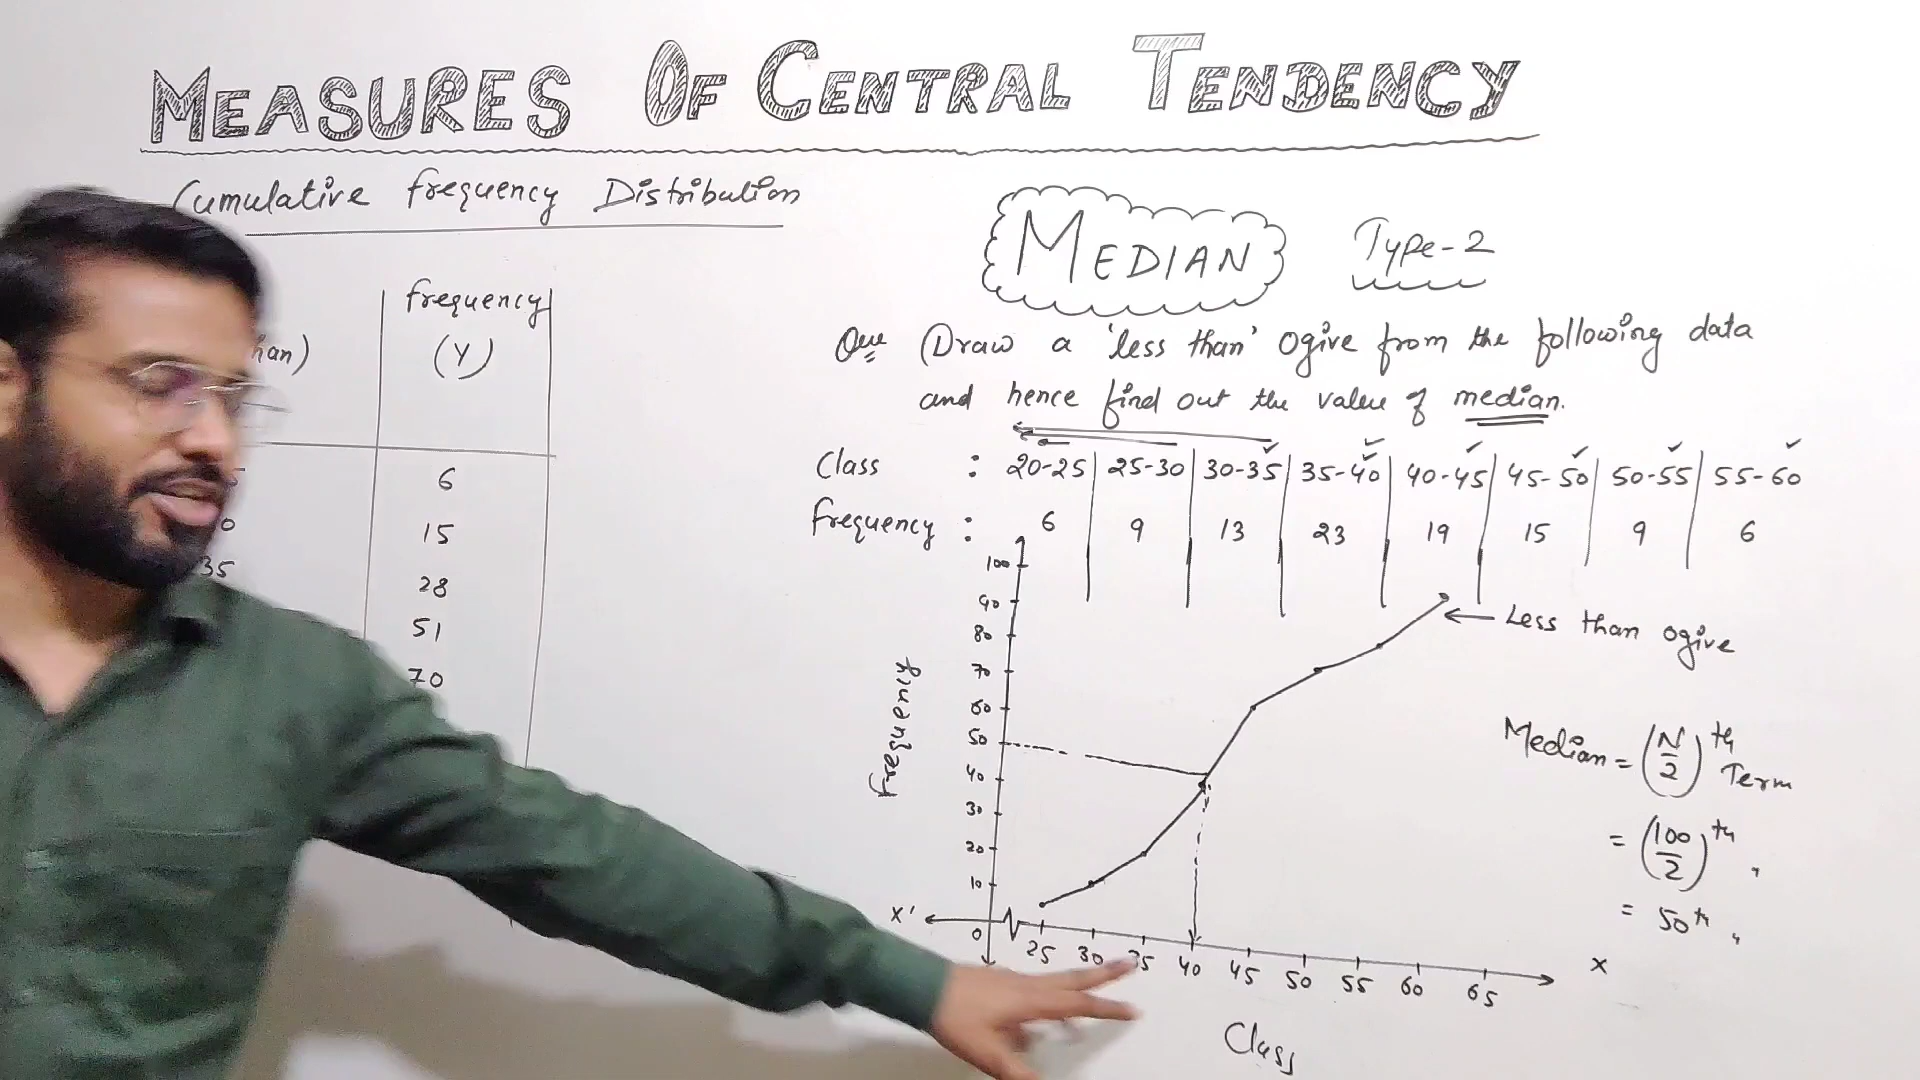 MEASURES OF CENTRAL TENDENCY
Cumulative frequency Distribution
han) frequency (Y)
6
0 15
35 28
51
70
MEDIAN Type-2
Que Draw a 'less than' Ogive from the following data
and hence find out the value of median.
Class : 20-25 25-30 30-35 35-40 40-45 45-50 50-55 55-60
frequency : 6 9 13 23 19 15 9 6
100
90
80
70
60
50
40
30
20
10
0
frequency
Less than ogive
Median = (N/2)th Term
= (100/2)th "
= 50th "
X'
25 30 35 40 45 50 55 60 65
X
Class